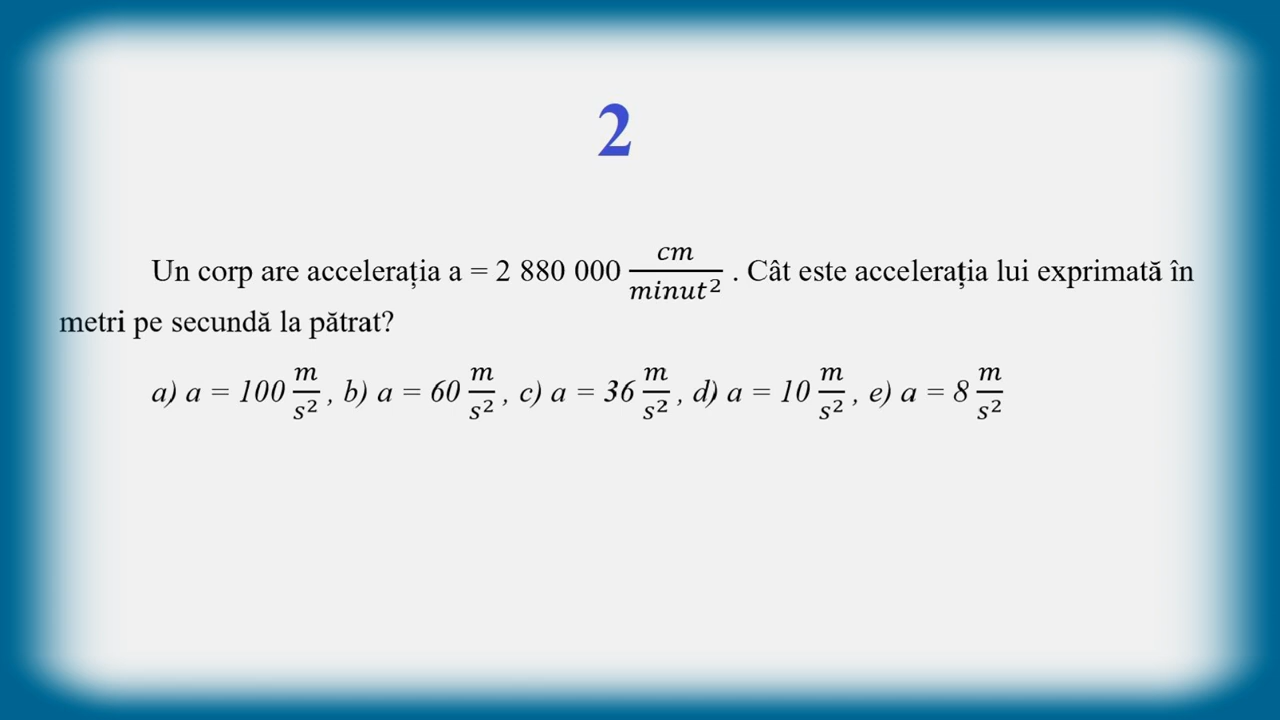 2
Un corp are accelerația a = 2 880 000 cm/minut². Cât este accelerația lui exprimată în
metri pe secundă la pătrat?
a) a = 100 m/s², b) a = 60 m/s², c) a = 36 m/s², d) a = 10 m/s², e) a = 8 m/s²